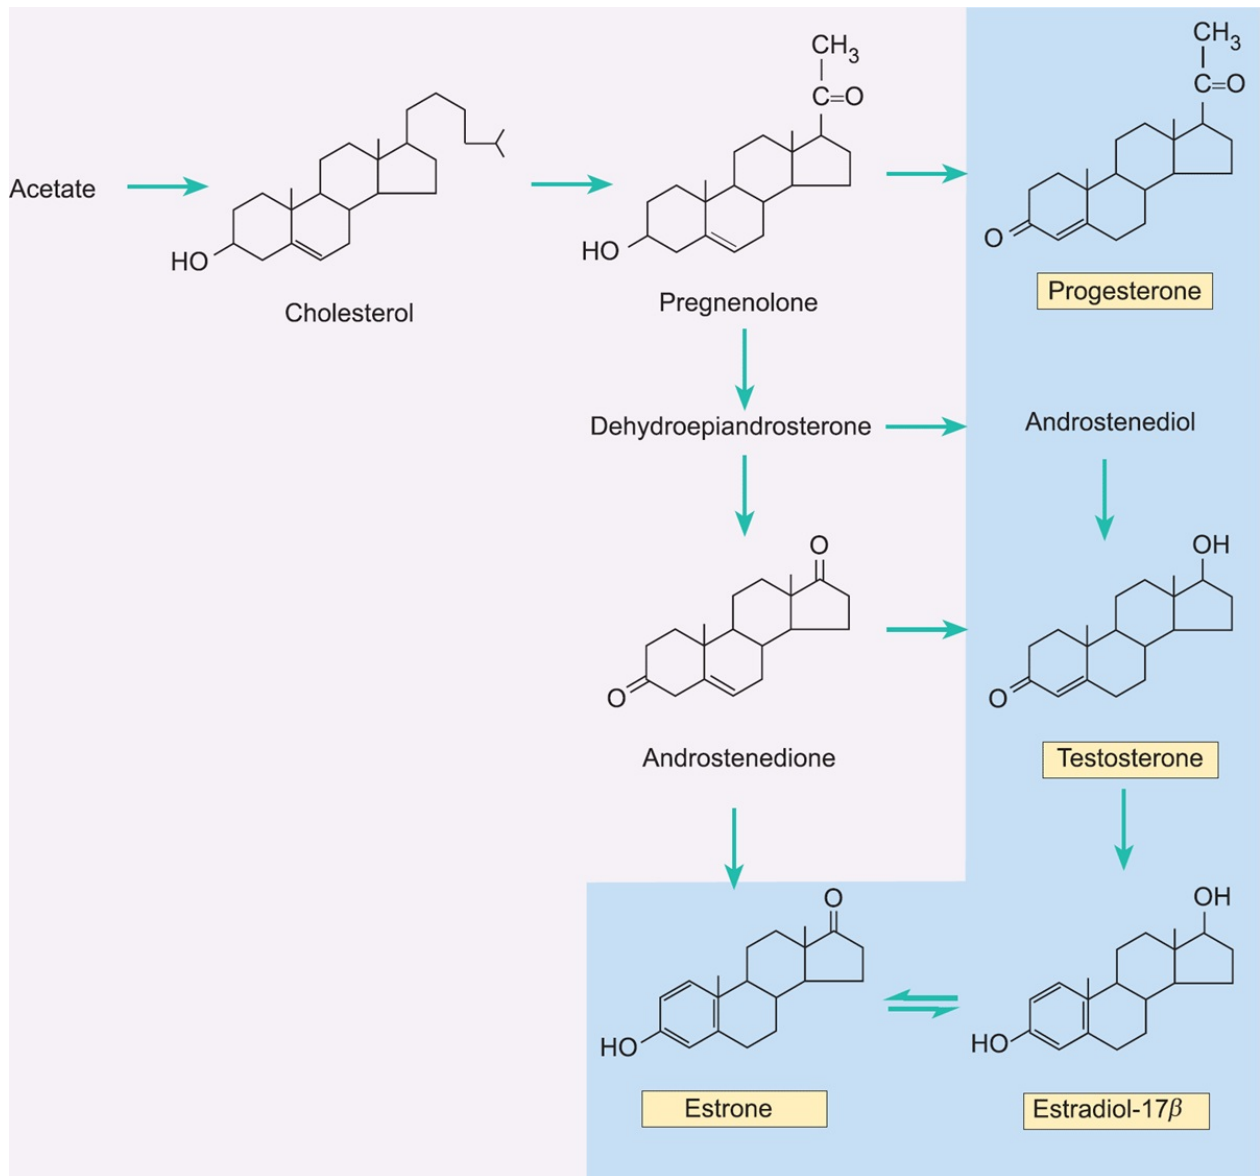 CH3
C=O
CH3
C=O
Acetate
HO
Cholesterol
HO
Pregnenolone
O
Progesterone
Dehydroepiandrosterone
Androstenediol
O
O
Androstenedione
OH
O
Testosterone
O
HO
Estrone
OH
HO
Estradiol-17β